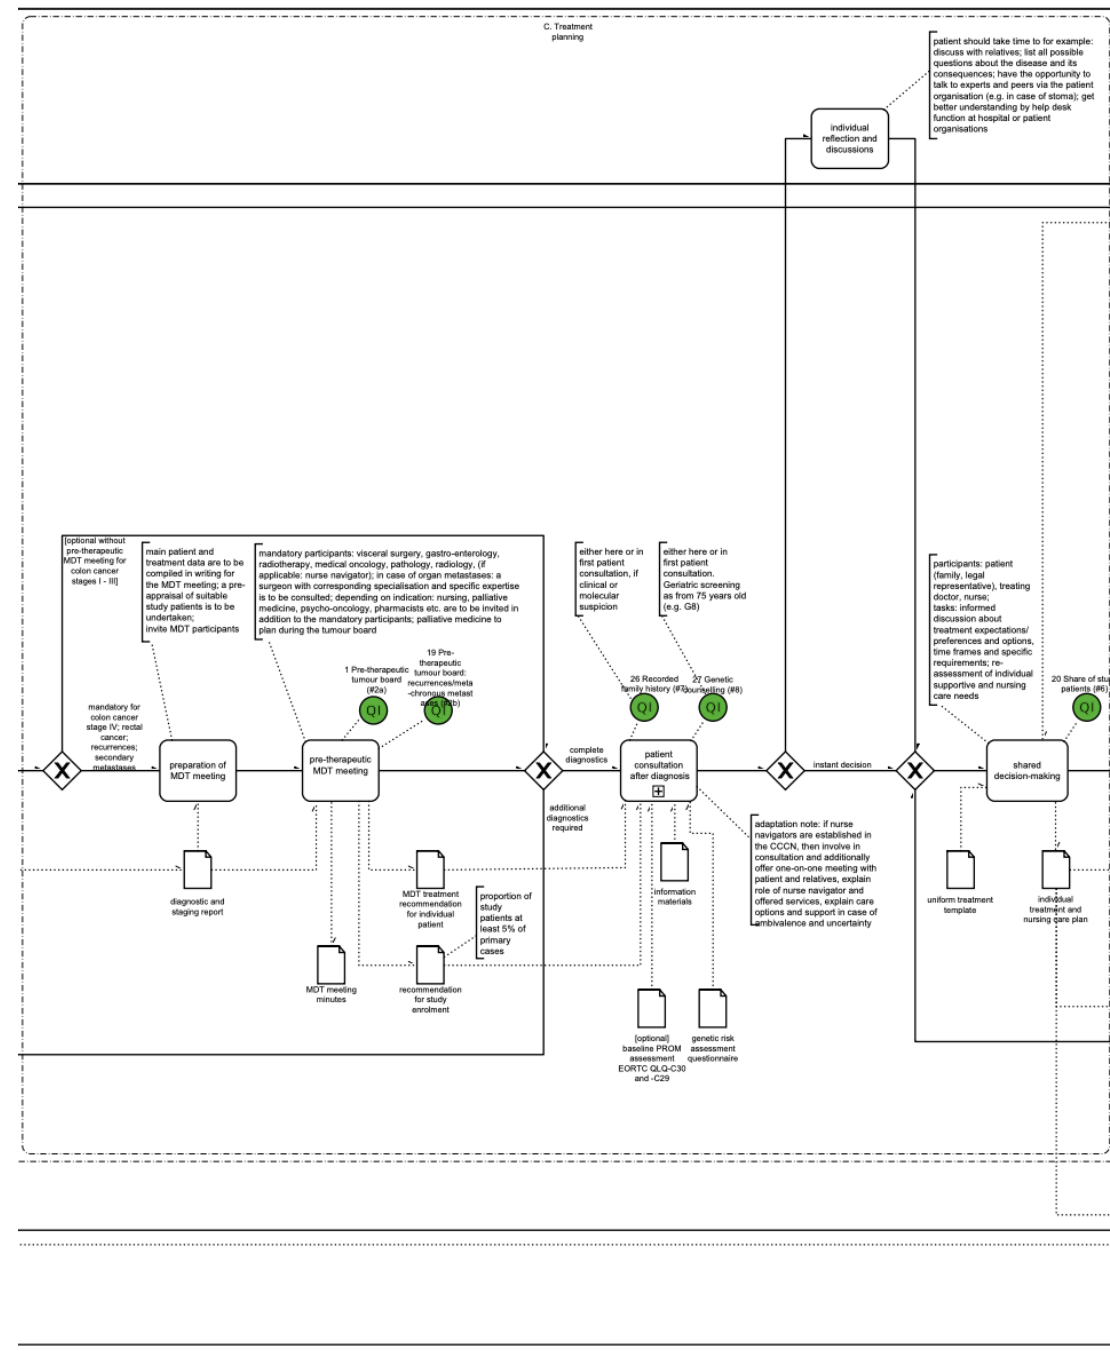 C. Treatment
planning
patient should take time to for example:
discuss with relatives; list all possible
questions about the disease and its
consequences; have the opportunity to
talk to experts and peers via the patient
organisation (e.g. in case of stoma); get
better understanding by help desk
function at hospital or patient
organisations
individual
reflection and
discussions
[optional without
pre-therapeutic
MDT meeting for
colon cancer
stages I - III]
main patient and
treatment data are to be
compiled in writing for
the MDT meeting; a pre-
appraisal of suitable
study patients is to be
undertaken;
invite MDT participants
mandatory participants: visceral surgery, gastro-enterology,
radiotherapy, medical oncology, pathology, radiology, (if
applicable: nurse navigator); in case of organ metastases: a
surgeon with corresponding specialisation and specific expertise
is to be consulted; depending on indication: nursing, palliative
medicine, psycho-oncology, pharmacists etc. are to be invited in
addition to the mandatory participants; palliative medicine to
plan during the tumour board
either here or in
first patient
consultation, if
clinical or
molecular
suspicion
either here or in
first patient
consultation.
Geriatric screening
as from 75 years old
(e.g. G8)
participants: patient
(family, legal
representative), treating
doctor, nurse;
tasks: informed
discussion about
treatment expectations/
preferences and options,
time frames and specific
requirements; re-
assessment of individual
supportive and nursing
care needs
1 Pre-therapeutic
tumour board
(#2a)
QI
19 Pre-
therapeutic
tumour board:
recurrences/meta
-chronous metast
ases (#2b)
QI
26 Recorded
family history (#7)
QI
27 Genetic
counselling (#8)
QI
20 Share of stu
patients (#6)
QI
mandatory for
colon cancer
stage IV; rectal
cancer;
recurrences;
secondary
metastases
X
preparation of
MDT meeting
pre-therapeutic
MDT meeting
X
complete
diagnostics
additional
diagnostics
required
patient
consultation
after diagnosis
X
instant decision
X
shared
decision-making
adaptation note: if nurse
navigators are established in
the CCCN, then involve in
consultation and additionally
offer one-on-one meeting with
patient and relatives, explain
role of nurse navigator and
offered services, explain care
options and support in case of
ambivalence and uncertainty
diagnostic and
staging report
MDT treatment
recommendation
for individual
patient
proportion of
study
patients at
least 5% of
primary
cases
information
materials
uniform treatment
template
individual
treatment and
nursing care plan
MDT meeting
minutes
recommendation
for study
enrolment
[optional]
baseline PROM
assessment
EORTC QLQ-C30
and -C29
genetic risk
assessment
questionnaire